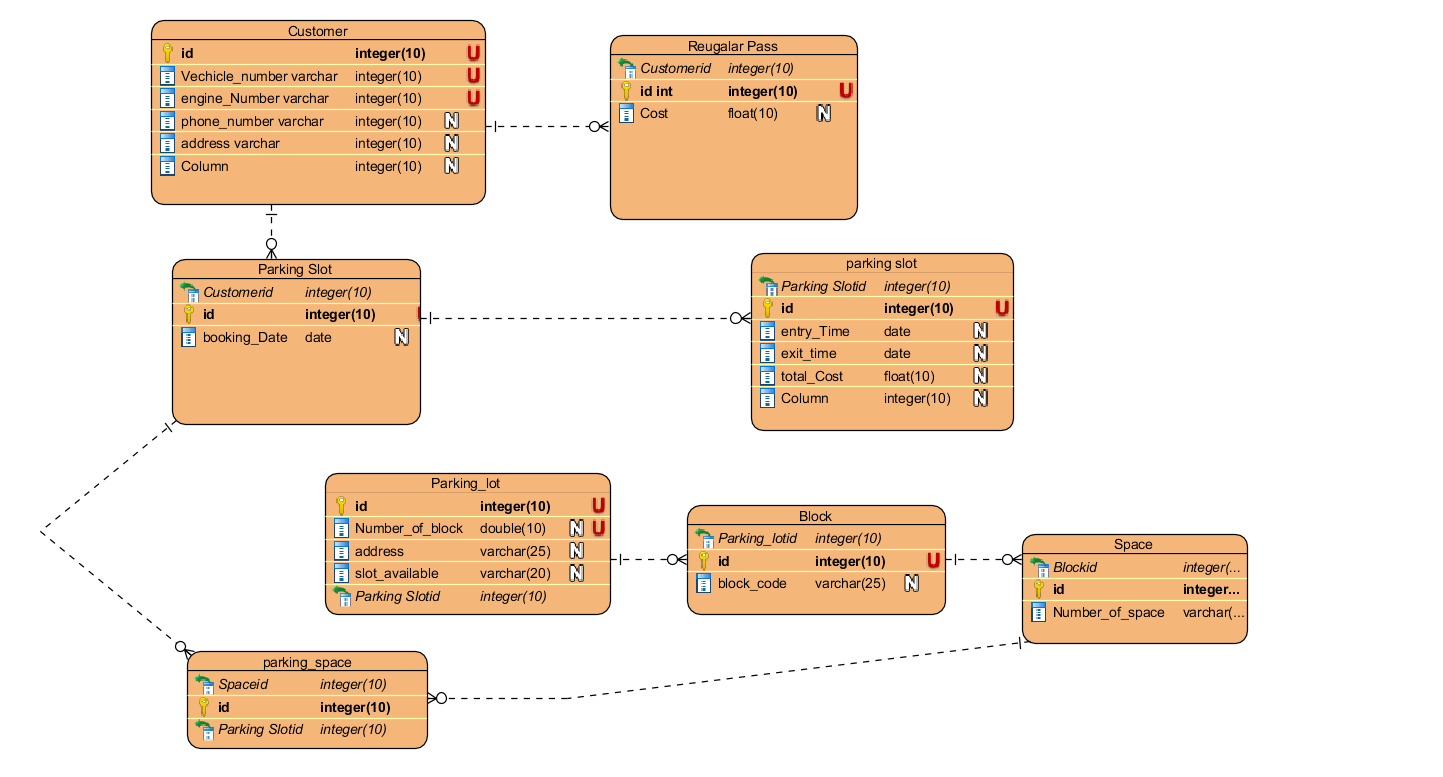 Customer
id integer(10) U
Vechicle_number varchar integer(10) U
engine_Number varchar integer(10) U
phone_number varchar integer(10) N
address varchar integer(10) N
Column integer(10) N
Reugalar Pass
Customerid integer(10)
id int integer(10) U
Cost float(10) N
Parking Slot
Customerid integer(10)
id integer(10)
booking_Date date N
parking slot
Parking Slotid integer(10)
id integer(10) U
entry_Time date N
exit_time date N
total_Cost float(10) N
Column integer(10) N
Parking_lot
id integer(10) U
Number_of_block double(10) N U
address varchar(25) N
slot_available varchar(20) N
Parking Slotid integer(10)
Block
Parking_lotid integer(10)
id integer(10) U
block_code varchar(25) N
Space
Blockid integer(...
id integer...
Number_of_space varchar(...
parking_space
Spaceid integer(10)
id integer(10)
Parking Slotid integer(10)